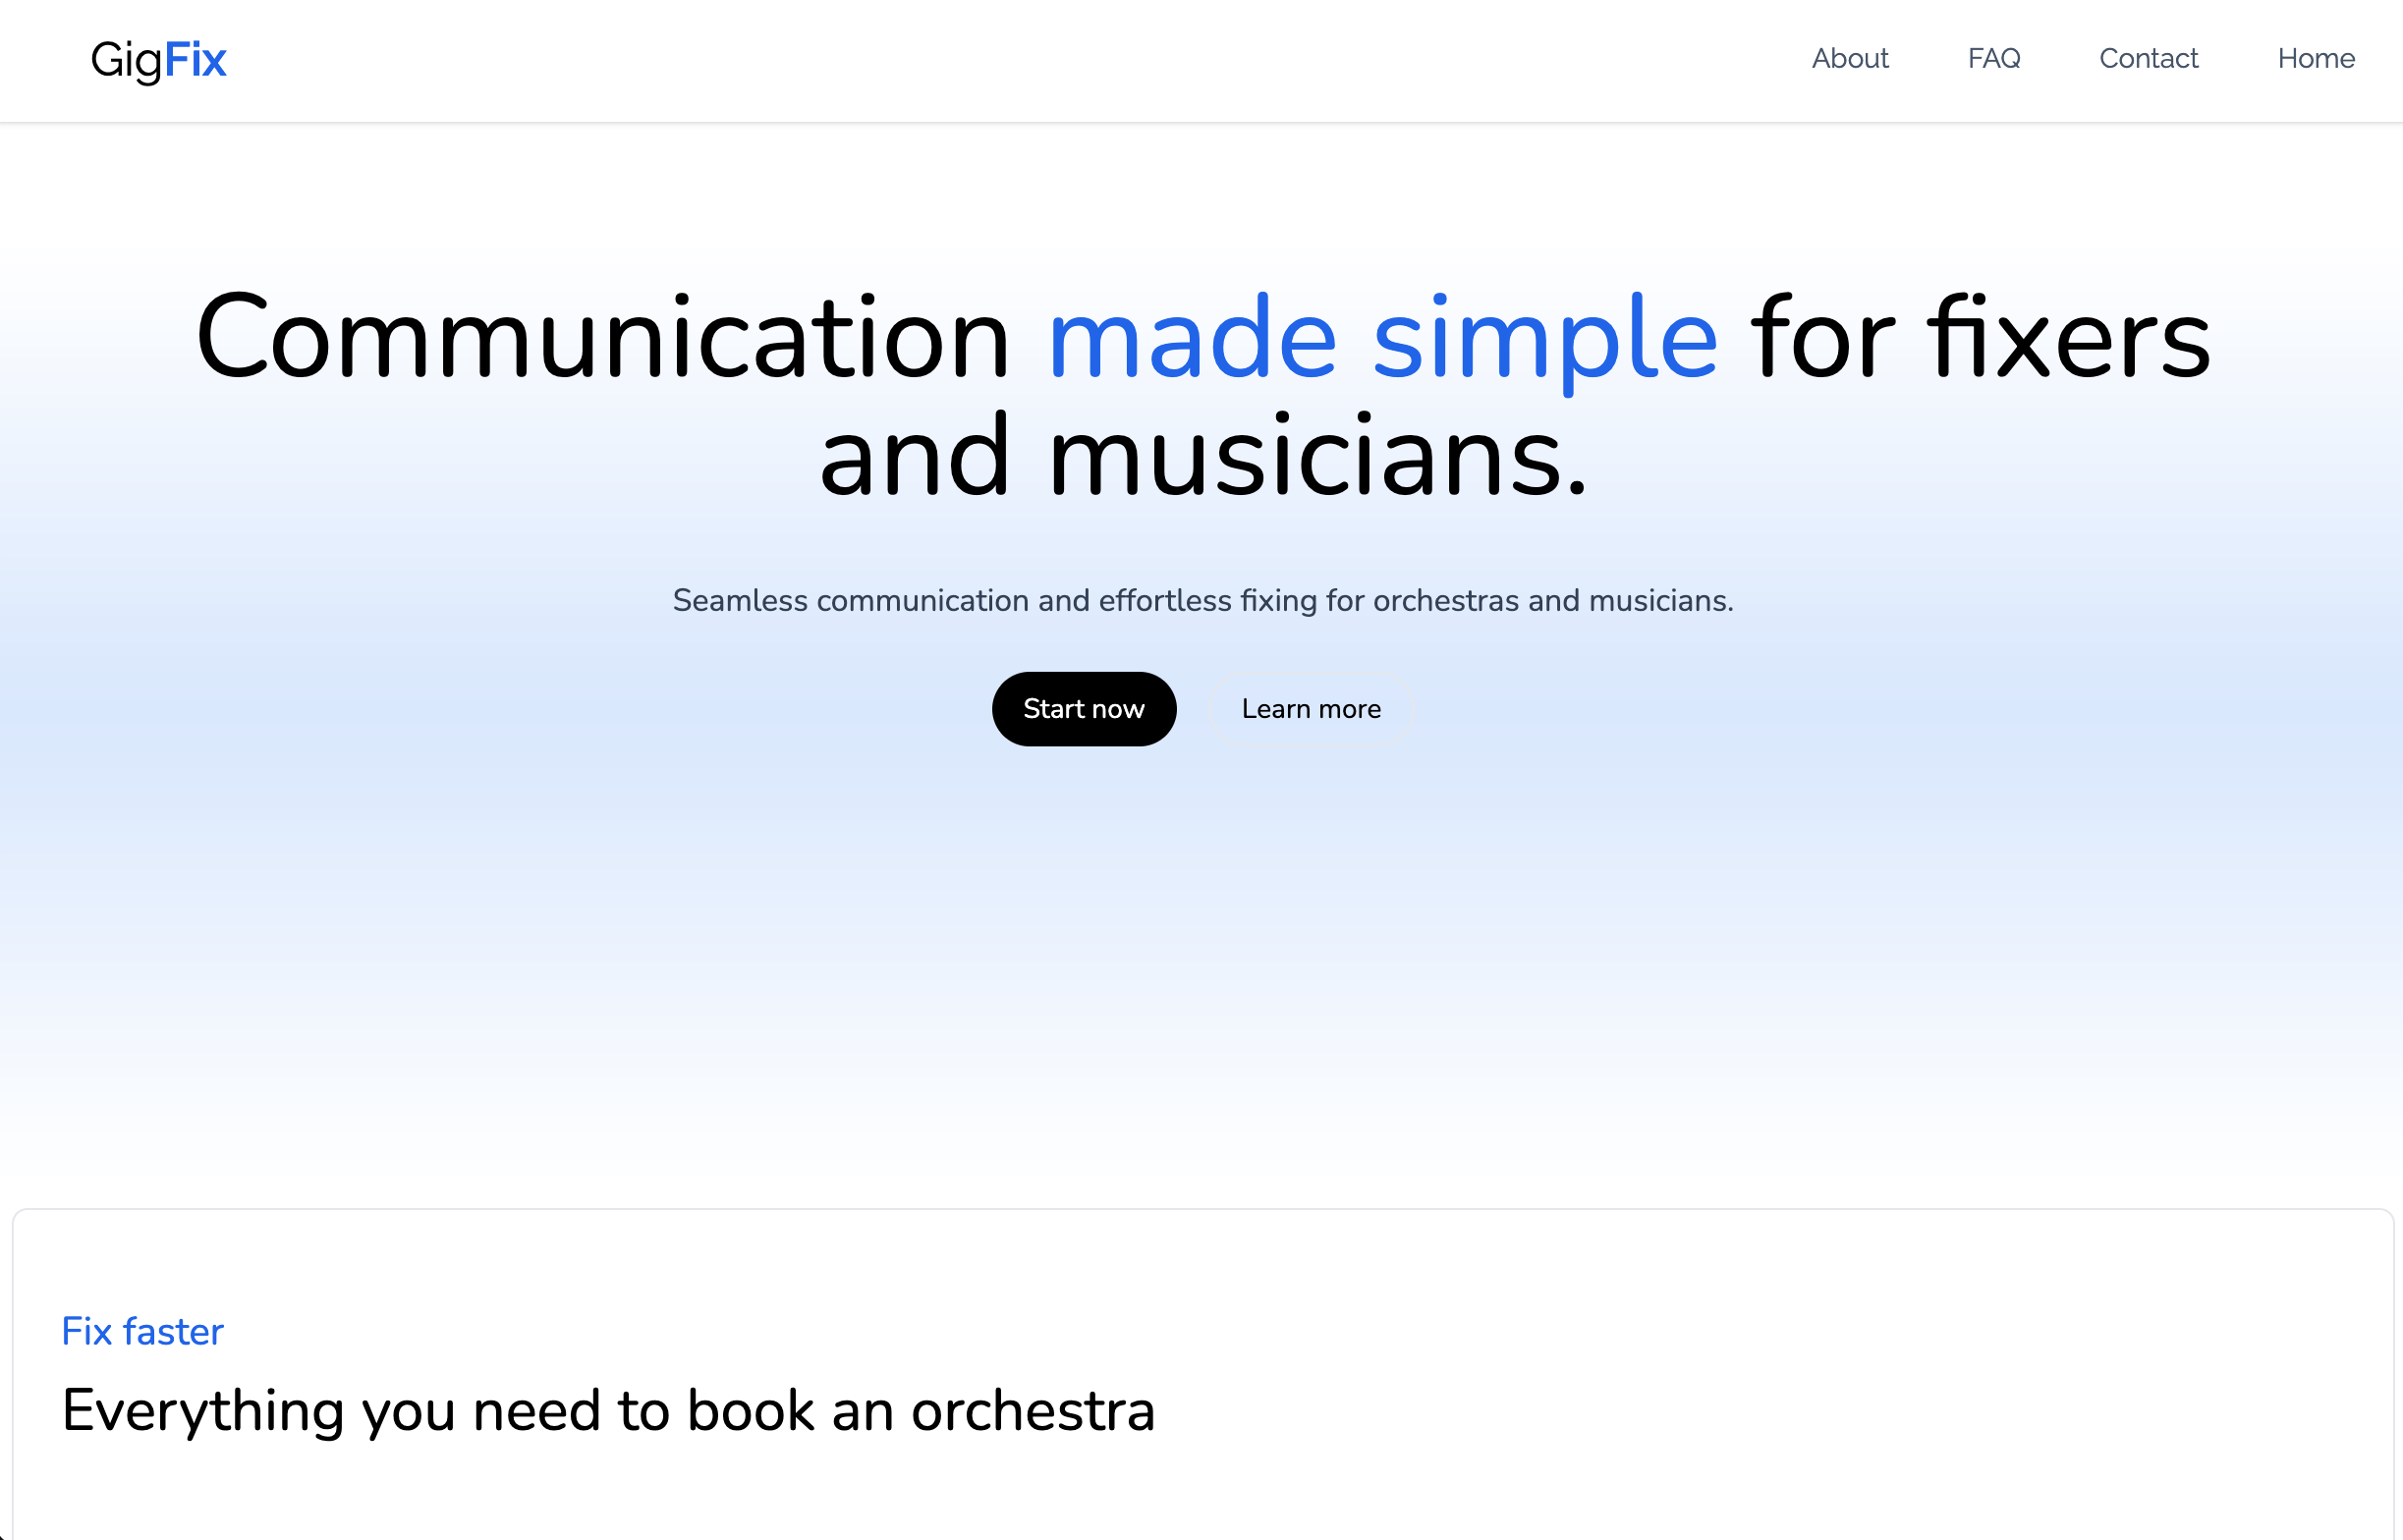 GigFix
About FAQ Contact Home
Communication made simple for fixers
and musicians.
Seamless communication and effortless fixing for orchestras and musicians.
Start now Learn more
Fix faster
Everything you need to book an orchestra